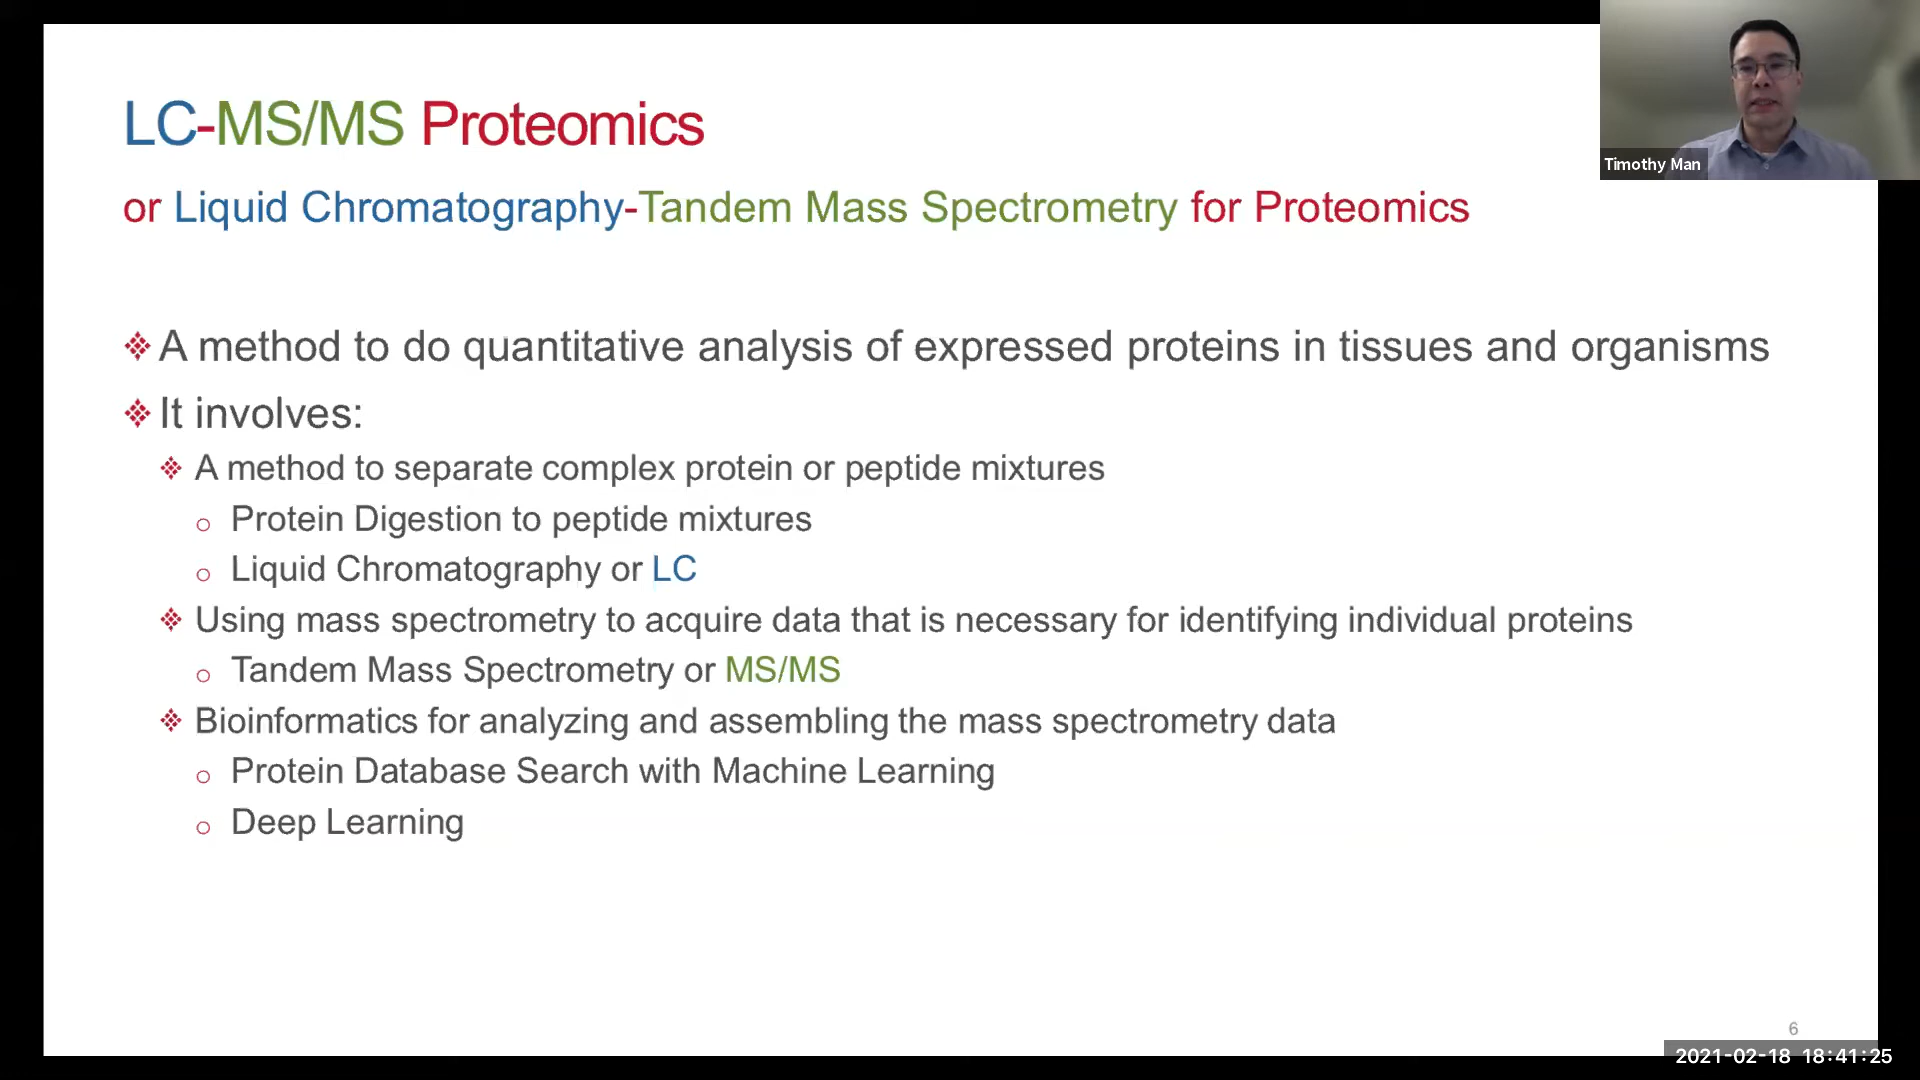 LC-MS/MS Proteomics
or Liquid Chromatography-Tandem Mass Spectrometry for Proteomics
Timothy Man
A method to do quantitative analysis of expressed proteins in tissues and organisms
It involves:
A method to separate complex protein or peptide mixtures
Protein Digestion to peptide mixtures
Liquid Chromatography or LC
Using mass spectrometry to acquire data that is necessary for identifying individual proteins
Tandem Mass Spectrometry or MS/MS
Bioinformatics for analyzing and assembling the mass spectrometry data
Protein Database Search with Machine Learning
Deep Learning
6
2021-02-18 18:41:25